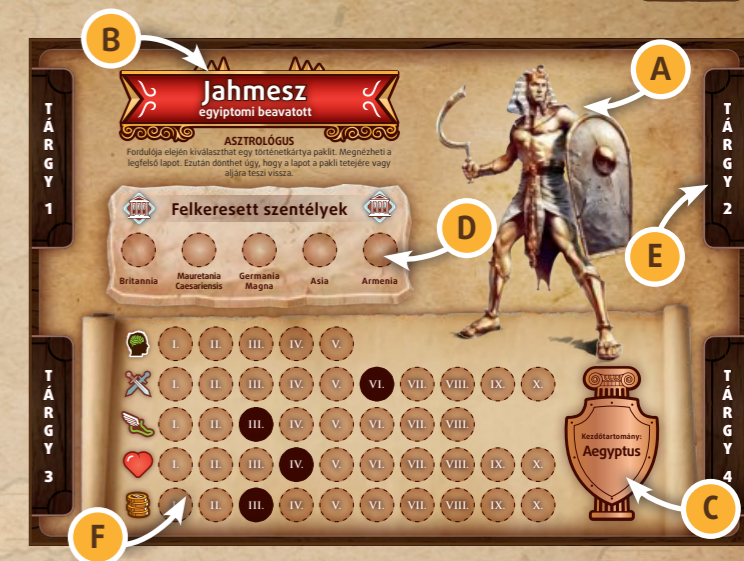 B
A
Jahmesz
egyiptomi beavatott
ASZTROLÓGUS
Fordulója elején kiválaszthat egy történetkártya paklit. Megnézheti a
legfelső lapot. Ezután dönthet úgy, hogy a lapot a pakli tetejére vagy
aljára teszi vissza.
TÁRGY 1
TÁRGY 2
Felkeresett szentélyek
D
E
Britannia
Mauretania
Caesariensis
Germania
Magna
Asia
Armenia
I. II. III. IV. V.
I. II. III. IV. V. VI. VII. VIII. IX. X.
I. II. III. IV. V. VI. VII. VIII.
I. II. III. IV. V. VI. VII. VIII. IX. X.
I. II. III. IV. V. VI. VII. VIII. IX. X.
TÁRGY 3
TÁRGY 4
Kezdőtartomány:
Aegyptus
C
F